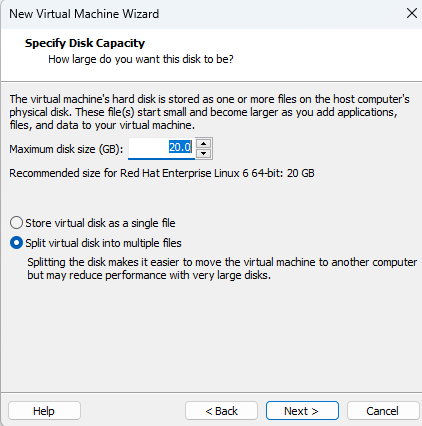 New Virtual Machine Wizard
Specify Disk Capacity
How large do you want this disk to be?
The virtual machine's hard disk is stored as one or more files on the host computer's
physical disk. These file(s) start small and become larger as you add applications,
files, and data to your virtual machine.
Maximum disk size (GB): 20.0
Recommended size for Red Hat Enterprise Linux 6 64-bit: 20 GB
Store virtual disk as a single file
Split virtual disk into multiple files
Splitting the disk makes it easier to move the virtual machine to another computer
but may reduce performance with very large disks.
Help < Back Next > Cancel